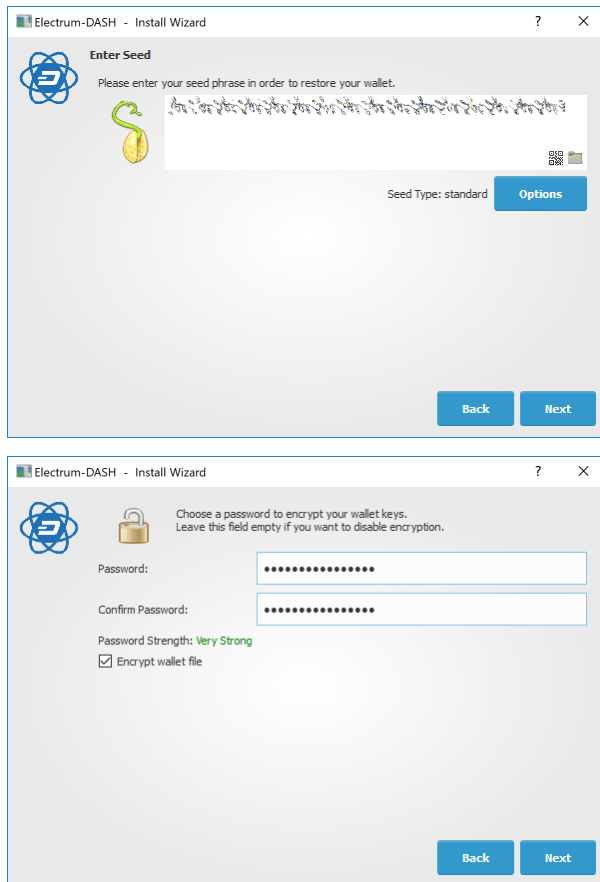 Electrum-DASH - Install Wizard
Enter Seed
Please enter your seed phrase in order to restore your wallet.
Seed Type: standard
Options
Back
Next
Electrum-DASH - Install Wizard
Choose a password to encrypt your wallet keys.
Leave this field empty if you want to disable encryption.
Password:
Confirm Password:
Password Strength: Very Strong
Encrypt wallet file
Back
Next